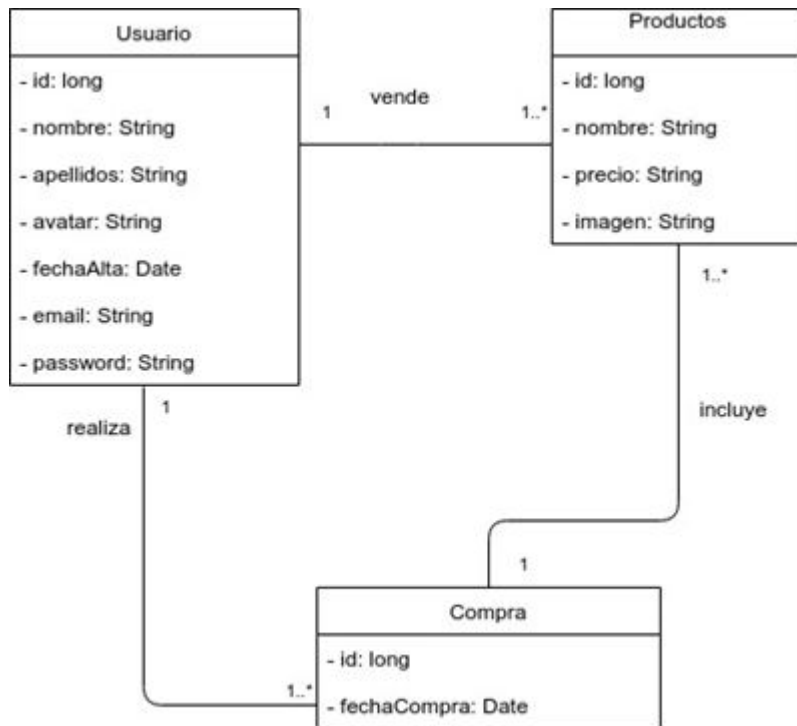 Usuario
- id: long
- nombre: String
- apellidos: String
- avatar: String
- fechaAlta: Date
- email: String
- password: String
vende
1
1..*
Productos
- id: long
- nombre: String
- precio: String
- imagen: String
1..*
incluye
1
1
realiza
1..*
Compra
- id: long
- fechaCompra: Date